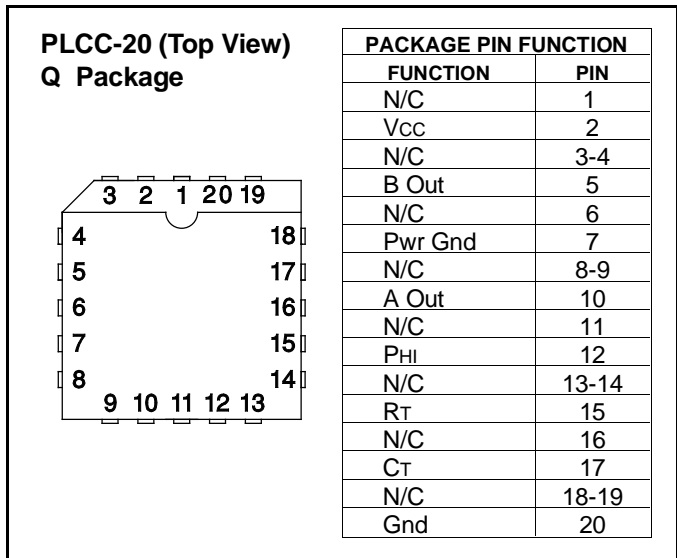 PLCC-20 (Top View)
Q Package
3 2 1 20 19
4 18
5 17
6 16
7 15
8 14
9 10 11 12 13
PACKAGE PIN FUNCTION
FUNCTION PIN
N/C 1
VCC 2
N/C 3-4
B Out 5
N/C 6
Pwr Gnd 7
N/C 8-9
A Out 10
N/C 11
PHI 12
N/C 13-14
RT 15
N/C 16
CT 17
N/C 18-19
Gnd 20